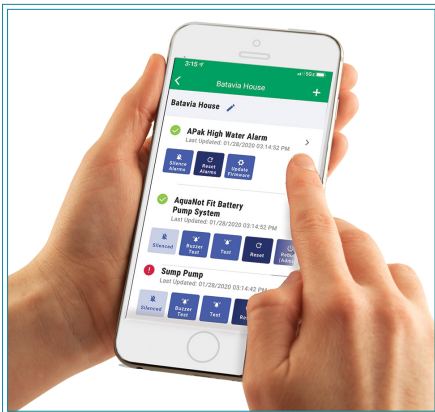 3:15
5G
Batavia House
+
Batavia House
APak High Water Alarm
Last Updated: 01/28/2020 03:14:52 PM
Silence Alarms
Reset Alarms
Update Firmware
AquaNot Fit Battery
Pump System
Last Updated: 01/28/2020 03:14:52 PM
Silenced
Buzzer Test
Test
Reset
(Admin
Sump Pump
Last Updated: 01/28/2020 03:14:42 PM
Silenced
Buzzer Test
Test